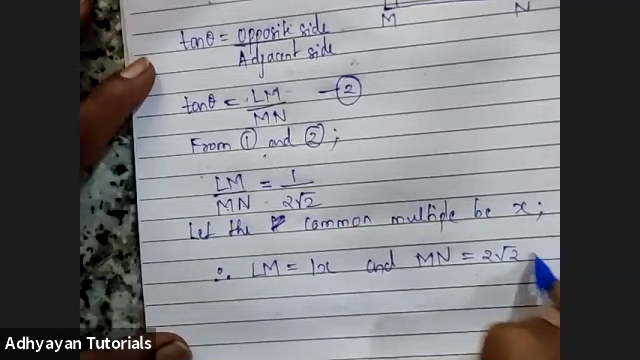 M N
tanθ = Opposite side / Adjacent side
tanθ = LM / MN — ②
From ① and ② ;
LM / MN = 1 / 2√2
Let the common multiple be x ;
∴ LM = 1x and MN = 2√2
Adhyayan Tutorials